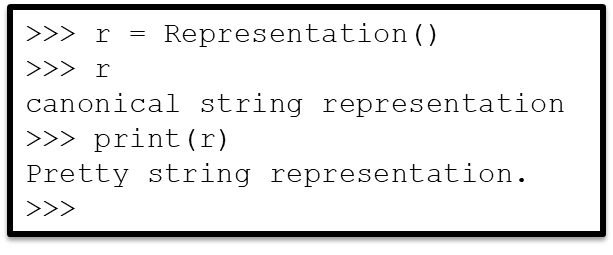 >>> r = Representation()
>>> r
canonical string representation
>>> print(r)
Pretty string representation.
>>>